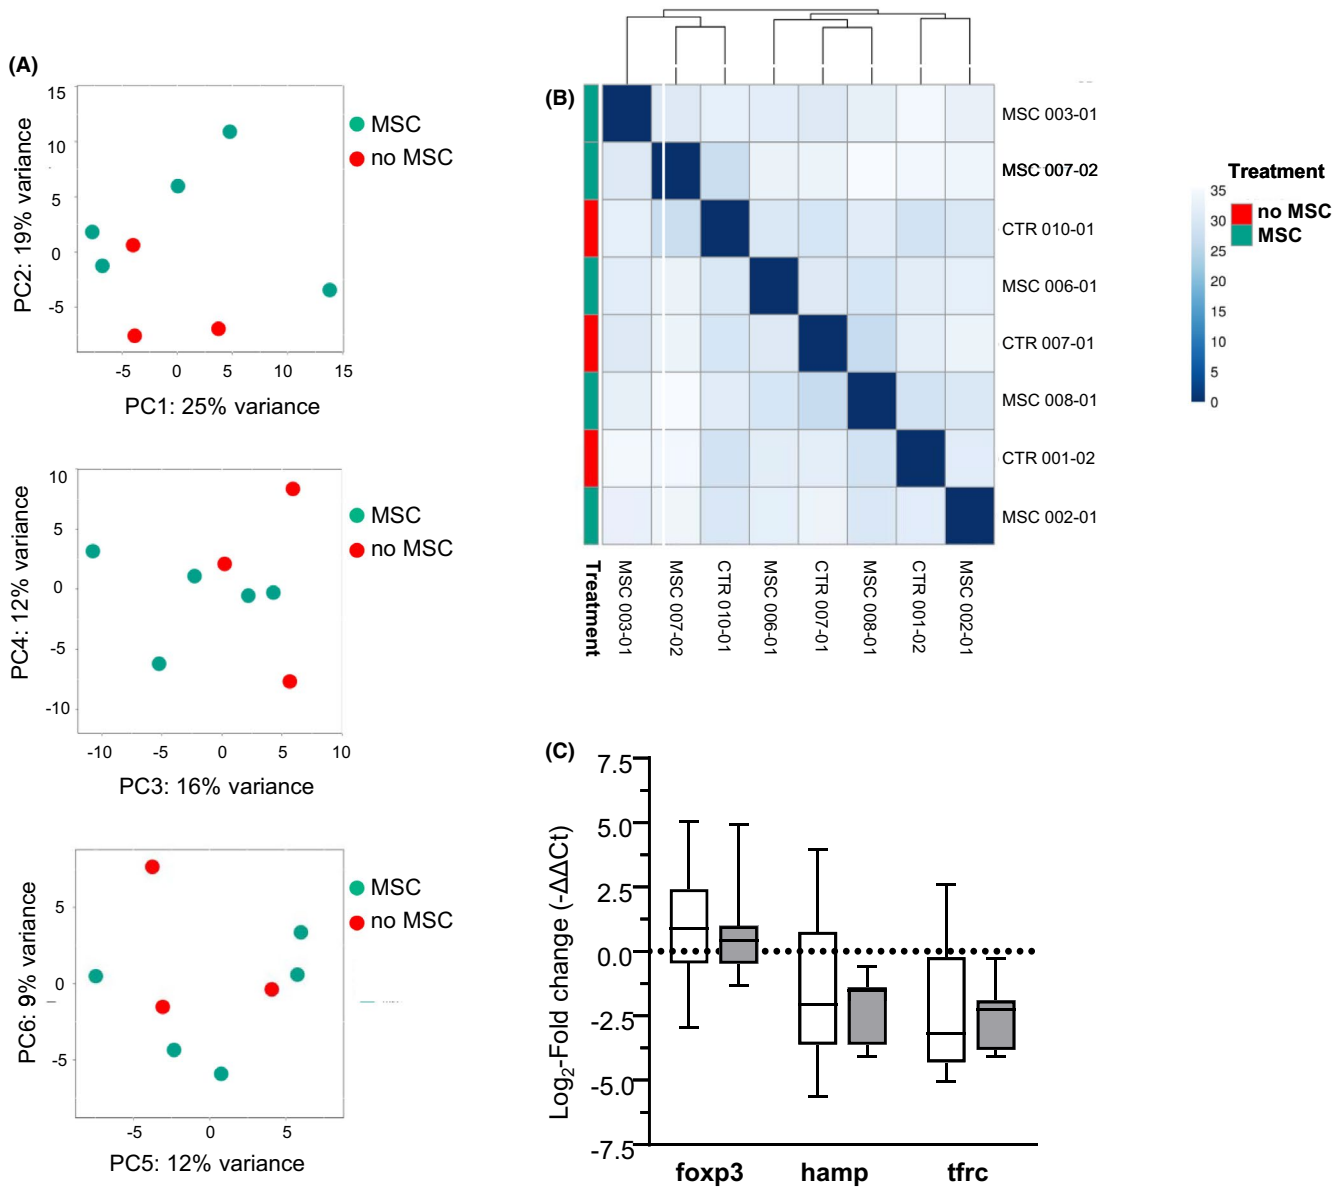 (A)
15
10
5
0
-5
PC2: 19% variance
-5
0
5
10
15
PC1: 25% variance
MSC
no MSC
10
5
0
-5
-10
PC4: 12% variance
-10
-5
0
5
10
PC3: 16% variance
MSC
no MSC
5
0
-5
PC6: 9% variance
-5
0
5
PC5: 12% variance
MSC
no MSC
(B)
MSC 003-01
MSC 007-02
CTR 010-01
MSC 006-01
CTR 007-01
MSC 008-01
CTR 001-02
MSC 002-01
Treatment
MSC 003-01
MSC 007-02
CTR 010-01
MSC 006-01
CTR 007-01
MSC 008-01
CTR 001-02
MSC 002-01
35
30
25
20
15
10
5
0
Treatment
no MSC
MSC
(C)
7.5
5.0
2.5
0.0
-2.5
-5.0
-7.5
Log₂-Fold change (-ΔΔCt)
foxp3
hamp
tfrc